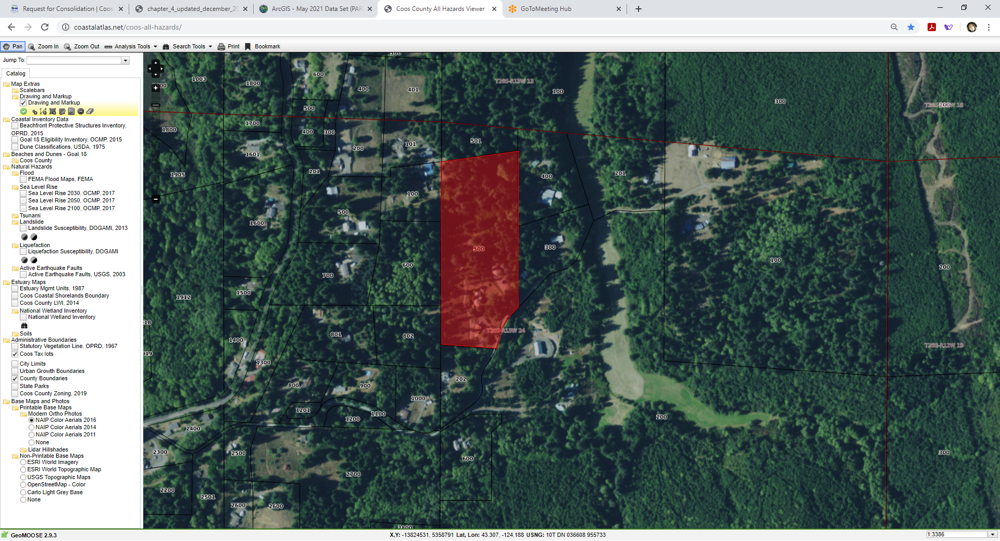 Request for Consolidation | Coos
chapter_4_updated_december_20
ArcGIS - May 2021 Data Set (PAR
Coos County All Hazards Viewer
GoToMeeting Hub
coastalatlas.net/coos-all-hazards/
Pan Zoom In Zoom Out Analysis Tools Search Tools Print Bookmark
Jump To:
Catalog
Map Extras
Scalebars
Drawing and Markup
Drawing and Markup
Coastal Inventory Data
Beachfront Protective Structures Inventory,
OPRD, 2015
Goal 18 Eligibility Inventory, OCMP, 2015
Dune Classifications, USDA, 1975
Beaches and Dunes - Goal 18
Coos County
Natural Hazards
Flood
FEMA Flood Maps, FEMA
Sea Level Rise
Sea Level Rise 2030, OCMP, 2017
Sea Level Rise 2050, OCMP, 2017
Sea Level Rise 2100, OCMP, 2017
Tsunami
Landslide
Landslide Susceptibility, DOGAMI, 2013
Liquefaction
Liquefaction Susceptibility, DOGAMI
Active Earthquake Faults
Active Earthquake Faults, USGS, 2003
Estuary Maps
Estuary Mgmt Units, 1987
Coos Coastal Shorelands Boundary
Coos County LWI, 2014
National Wetland Inventory
National Wetland Inventory
Soils
Administrative Boundaries
Statutory Vegetation Line, OPRD, 1967
Coos Tax lots
City Limits
Urban Growth Boundaries
County Boundaries
State Parks
Coos County Zoning, 2019
Base Maps and Photos
Printable Base Maps
Modern Ortho Photos
NAIP Color Aerials 2016
NAIP Color Aerials 2014
NAIP Color Aerials 2011
None
Lidar Hillshades
Non-Printable Base Maps
ESRI World Imagery
ESRI World Topographic Map
USGS Topographic Maps
OpenStreetMap - Color
Carto Light Grey Base
None
1003 1800 600 400 401 T26S-R13W 13 100 300
500 200
1800 1700 400 300 101 501
1601 200
1905 201 400 201
100
1600 500
500 300
600 100
700 200
1912 1500
T26S-R13W 24
1400 801 802 T26S-R12W 19
1300
800 900 202
1000
1201 1200 1100 200
2400
2300 2500 600 300
2700
2200 2501 2600 2600
2800
GeoMOOSE 2.9.3
X,Y: -13824531, 5358791 Lat, Lon: 43.307, -124.188 USNG: 10T DN 036608 955733
1:3386